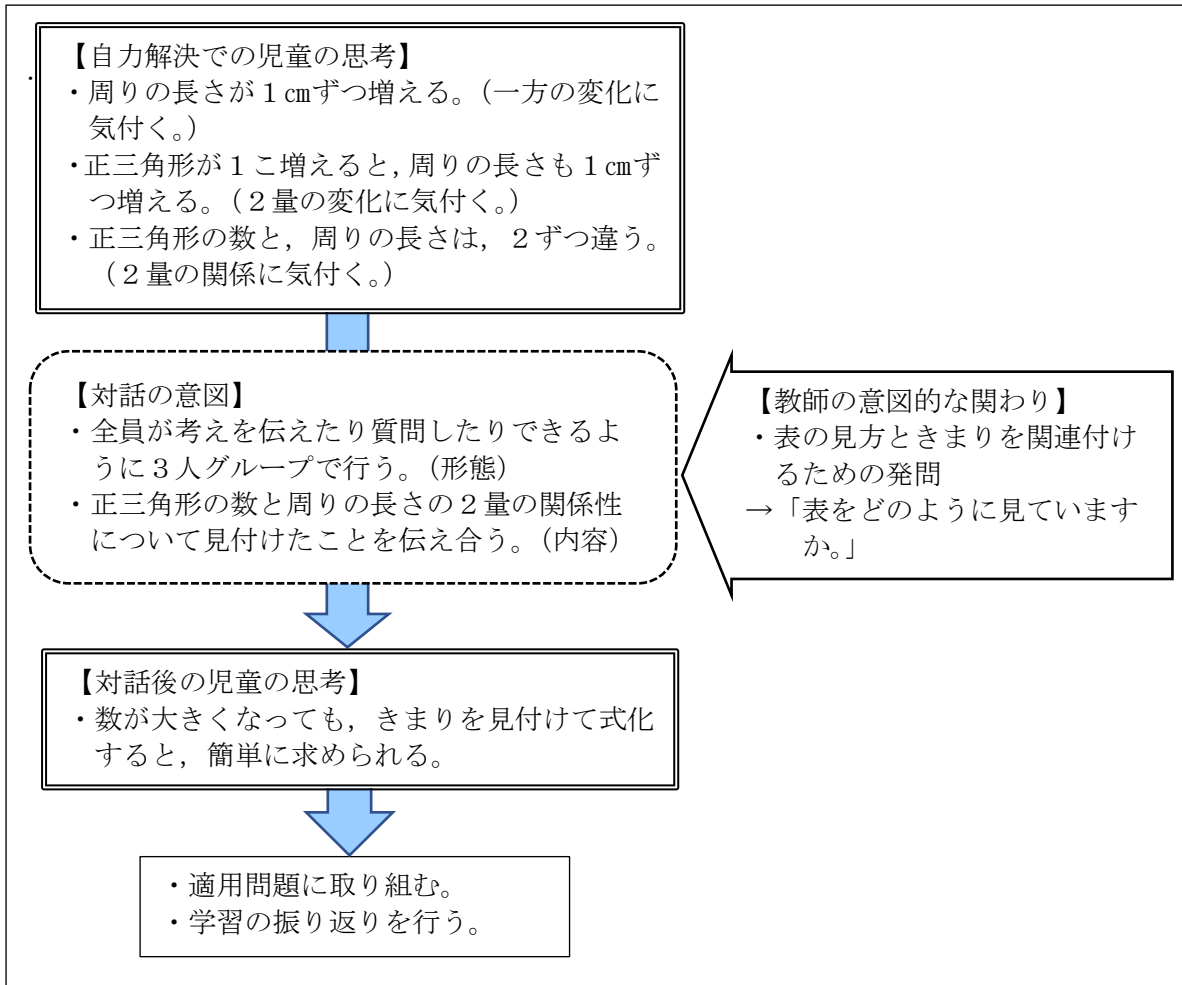 【自力解決での児童の思考】
・周りの長さが１㎝ずつ増える。（一方の変化に
気付く。）
・正三角形が１こ増えると，周りの長さも１㎝ず
つ増える。（２量の変化に気付く。）
・正三角形の数と，周りの長さは，２ずつ違う。
（２量の関係に気付く。）
【対話の意図】
・全員が考えを伝えたり質問したりできるよ
うに３人グループで行う。（形態）
・正三角形の数と周りの長さの２量の関係性
について見付けたことを伝え合う。（内容）
【教師の意図的な関わり】
・表の見方ときまりを関連付け
るための発問
→「表をどのように見ています
か。」
【対話後の児童の思考】
・数が大きくなっても，きまりを見付けて式化
すると，簡単に求められる。
・適用問題に取り組む。
・学習の振り返りを行う。